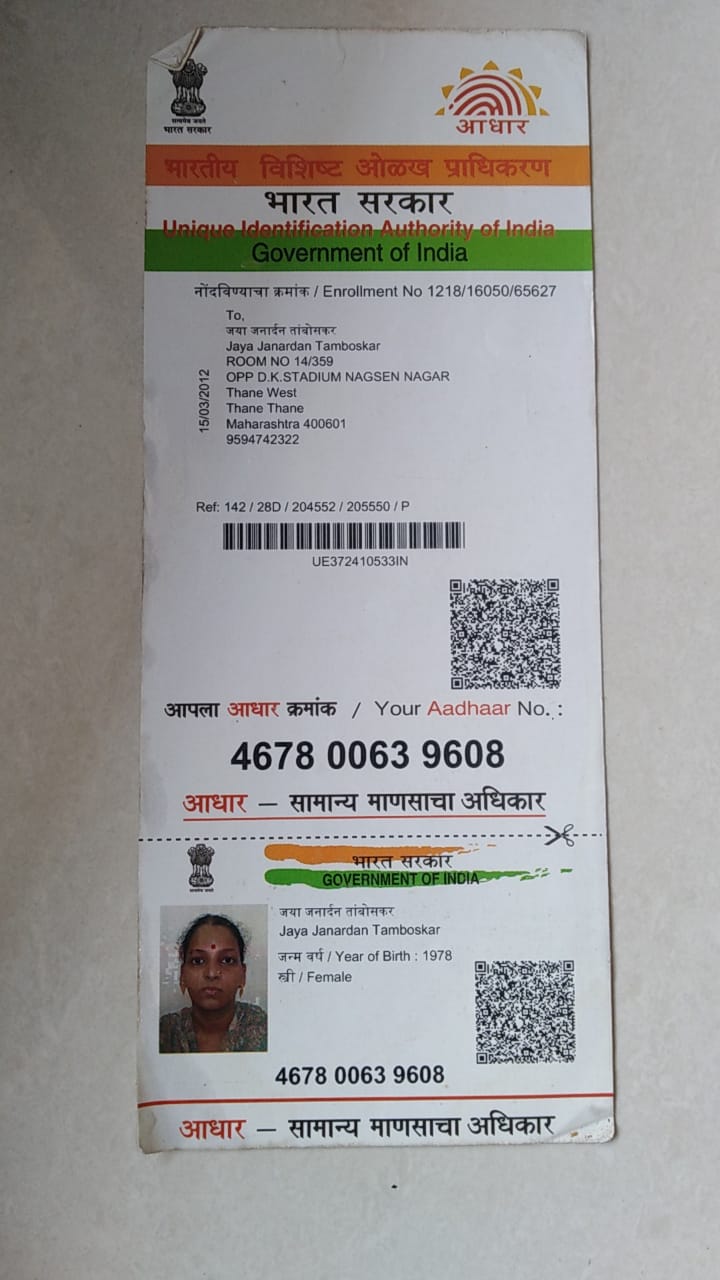 सत्यमेव जयते
भारत सरकार
आधार
भारतीय विशिष्ट ओळख प्राधिकरण
भारत सरकार
Unique Identification Authority of India
Government of India
नोंदविण्याचा क्रमांक / Enrollment No 1218/16050/65627
15/03/2012
To,
जया जनार्दन तांबोसकर
Jaya Janardan Tamboskar
ROOM NO 14/359
OPP D.K.STADIUM NAGSEN NAGAR
Thane West
Thane Thane
Maharashtra 400601
9594742322
Ref: 142 / 28D / 204552 / 205550 / P
UE372410533IN
आपला आधार क्रमांक / Your Aadhaar No. :
4678 0063 9608
आधार — सामान्य माणसाचा अधिकार
भारत सरकार
GOVERNMENT OF INDIA
जया जनार्दन तांबोसकर
Jaya Janardan Tamboskar
जन्म वर्ष / Year of Birth : 1978
स्त्री / Female
4678 0063 9608
आधार — सामान्य माणसाचा अधिकार